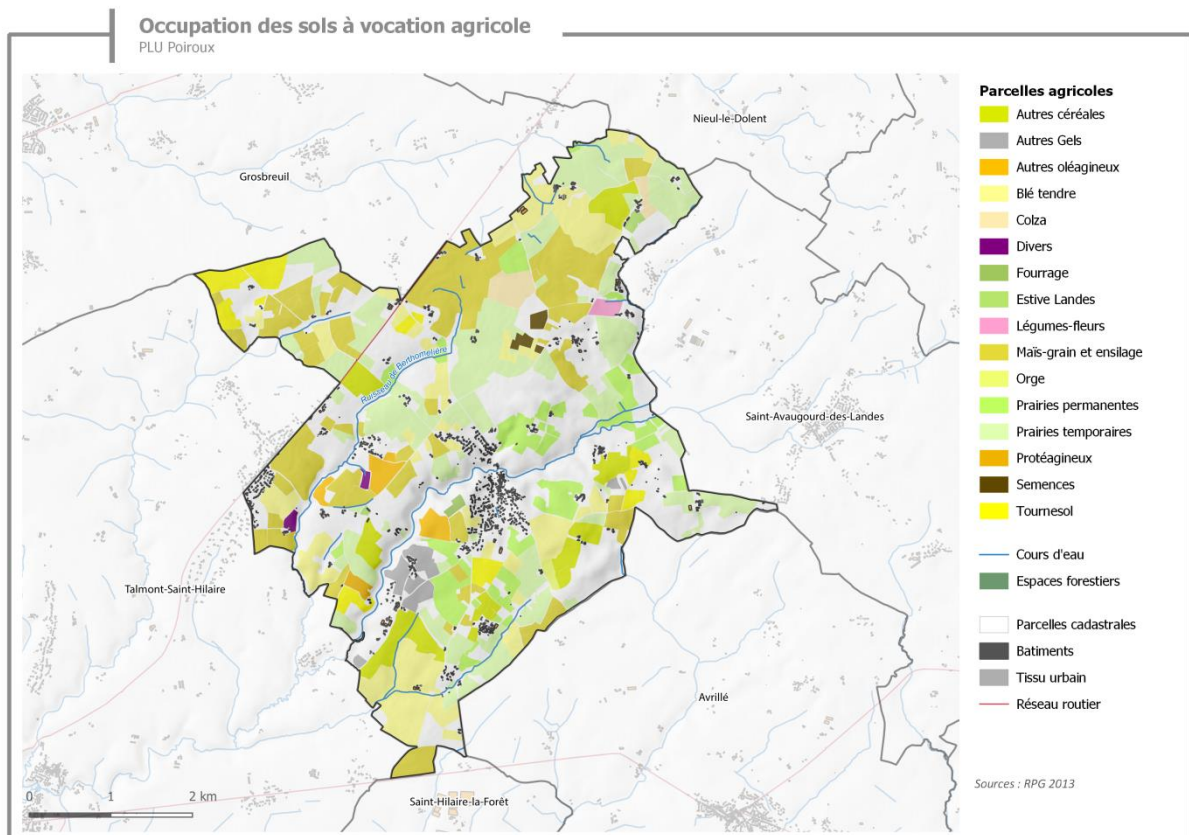 Occupation des sols à vocation agricole
PLU Poiroux
Nieul-le-Dolent
Grosbreuil
Ruisseau de Berthomelière
Saint-Avaugourd-des-Landes
Talmont-Saint-Hilaire
Avrillé
Saint-Hilaire-la-Forêt
0 1 2 km
Parcelles agricoles
Autres céréales
Autres Gels
Autres oléagineux
Blé tendre
Colza
Divers
Fourrage
Estive Landes
Légumes-fleurs
Maïs-grain et ensilage
Orge
Prairies permanentes
Prairies temporaires
Protéagineux
Semences
Tournesol
Cours d'eau
Espaces forestiers
Parcelles cadastrales
Batiments
Tissu urbain
Réseau routier
Sources : RPG 2013